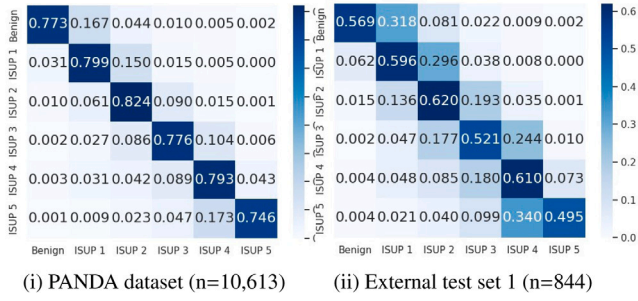 Benign 0.773 0.167 0.044 0.010 0.005 0.002
ISUP 1 0.031 0.799 0.150 0.015 0.005 0.000
ISUP 2 0.010 0.061 0.824 0.090 0.015 0.001
ISUP 3 0.002 0.027 0.086 0.776 0.104 0.006
ISUP 4 0.003 0.031 0.042 0.089 0.793 0.043
ISUP 5 0.001 0.009 0.023 0.047 0.173 0.746
Benign ISUP 1 ISUP 2 ISUP 3 ISUP 4 ISUP 5
(i) PANDA dataset (n=10,613)
Benign 0.569 0.318 0.081 0.022 0.009 0.002
ISUP 1 0.062 0.596 0.296 0.038 0.008 0.000
ISUP 2 0.015 0.136 0.620 0.193 0.035 0.001
ISUP 3 0.002 0.047 0.177 0.521 0.244 0.010
ISUP 4 0.004 0.048 0.085 0.180 0.610 0.073
ISUP 5 0.004 0.021 0.040 0.099 0.340 0.495
Benign ISUP 1 ISUP 2 ISUP 3 ISUP 4 ISUP 5
0.6
0.5
0.4
0.3
0.2
0.1
0.0
(ii) External test set 1 (n=844)